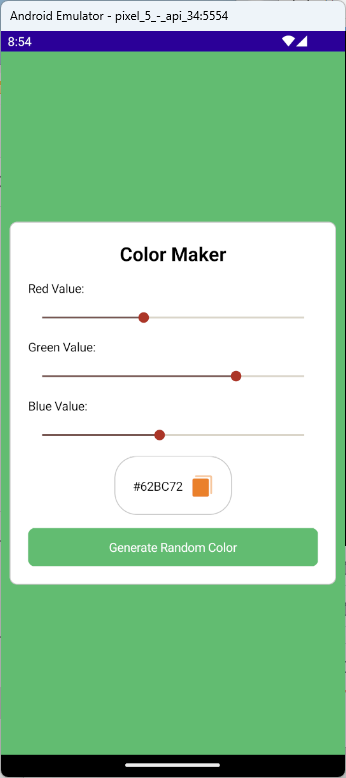 Android Emulator - pixel_5_-_api_34:5554
8:54
Color Maker
Red Value:
Green Value:
Blue Value:
#62BC72
Generate Random Color